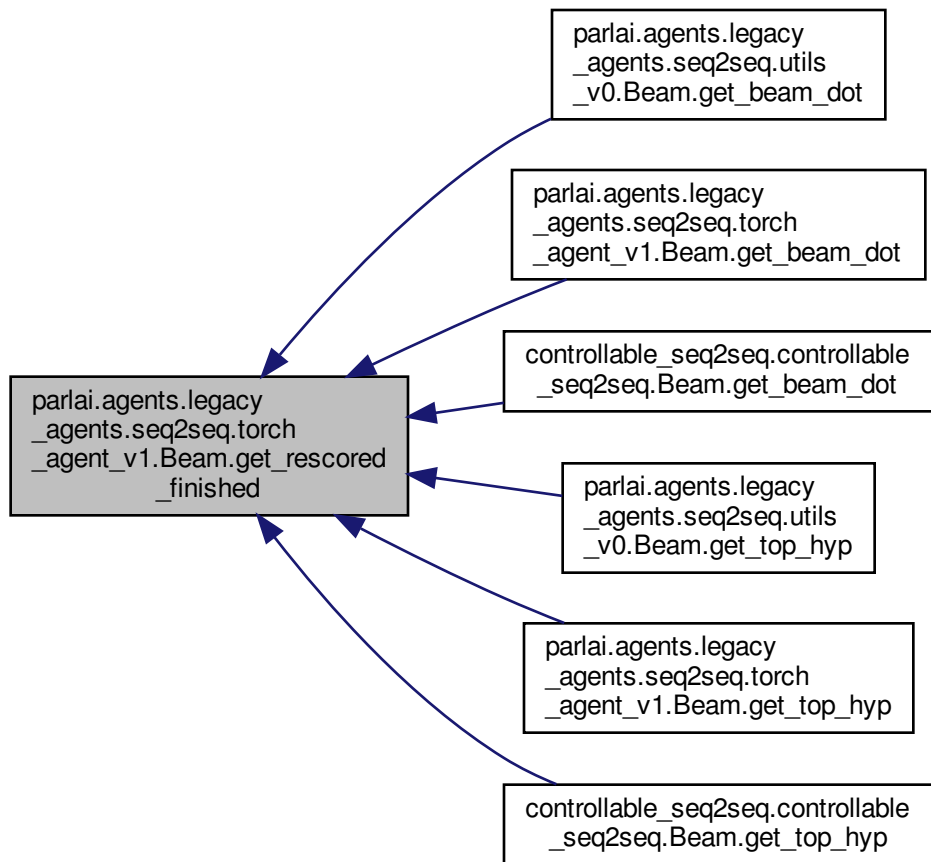 parlai.agents.legacy
_agents.seq2seq.utils
_v0.Beam.get_beam_dot
parlai.agents.legacy
_agents.seq2seq.torch
_agent_v1.Beam.get_beam_dot
controllable_seq2seq.controllable
_seq2seq.Beam.get_beam_dot
parlai.agents.legacy
_agents.seq2seq.torch
_agent_v1.Beam.get_rescored
_finished
parlai.agents.legacy
_agents.seq2seq.utils
_v0.Beam.get_top_hyp
parlai.agents.legacy
_agents.seq2seq.torch
_agent_v1.Beam.get_top_hyp
controllable_seq2seq.controllable
_seq2seq.Beam.get_top_hyp